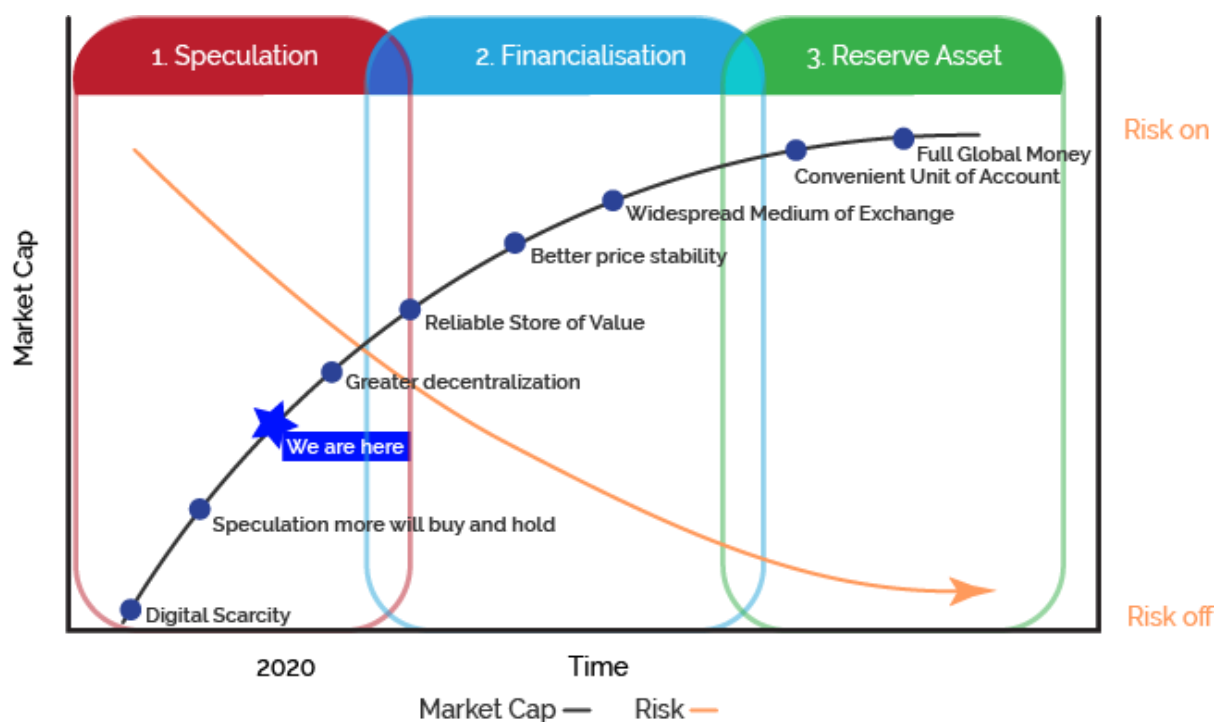 1. Speculation
2. Financialisation
3. Reserve Asset
Risk on
Full Global Money
Convenient Unit of Account
Widespread Medium of Exchange
Better price stability
Market Cap
Reliable Store of Value
Greater decentralization
We are here
Speculation more will buy and hold
Digital Scarcity
Risk off
2020
Time
Market Cap
Risk